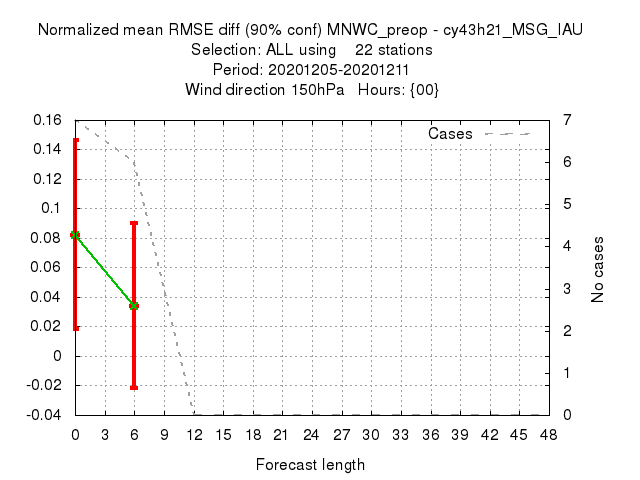 Normalized mean RMSE diff (90% conf) MNWC_preop - cy43h21_MSG_IAU
Selection: ALL using 22 stations
Period: 20201205-20201211
Wind direction 150hPa Hours: {00}
Cases
0.16
0.14
0.12
0.1
0.08
0.06
0.04
0.02
0
-0.02
-0.04
7
6
5
4
3
2
1
0
No cases
0 3 6 9 12 15 18 21 24 27 30 33 36 39 42 45 48
Forecast length